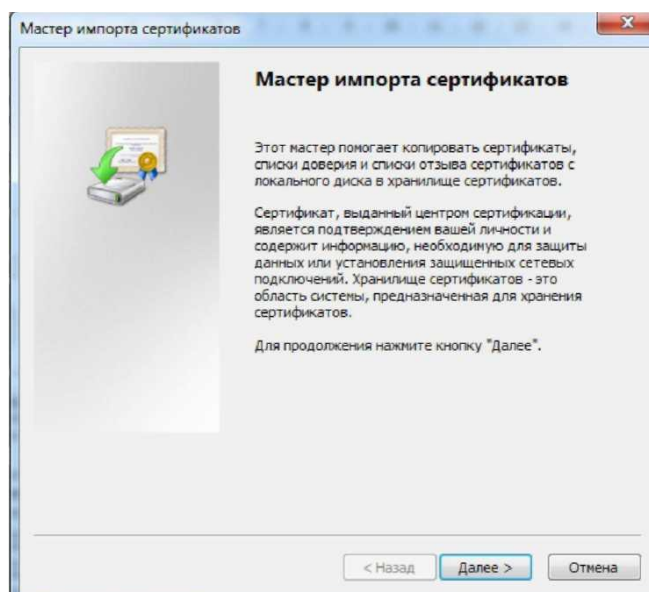 Мастер импорта сертификатов
Мастер импорта сертификатов
Этот мастер помогает копировать сертификаты,
списки доверия и списки отзыва сертификатов с
локального диска в хранилище сертификатов.
Сертификат, выданный центром сертификации,
является подтверждением вашей личности и
содержит информацию, необходимую для защиты
данных или установления защищенных сетевых
подключений. Хранилище сертификатов - это
область системы, предназначенная для хранения
сертификатов.
Для продолжения нажмите кнопку "Далее".
< Назад Далее > Отмена